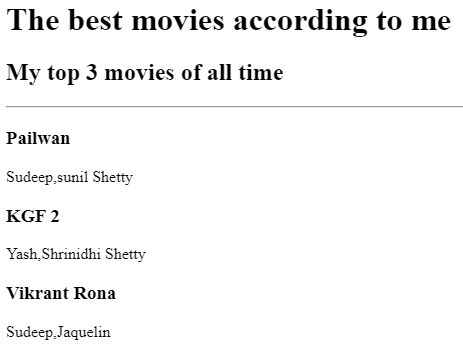 The best movies according to me
My top 3 movies of all time
Pailwan
Sudeep,sunil Shetty
KGF 2
Yash,Shrinidhi Shetty
Vikrant Rona
Sudeep,Jaquelin